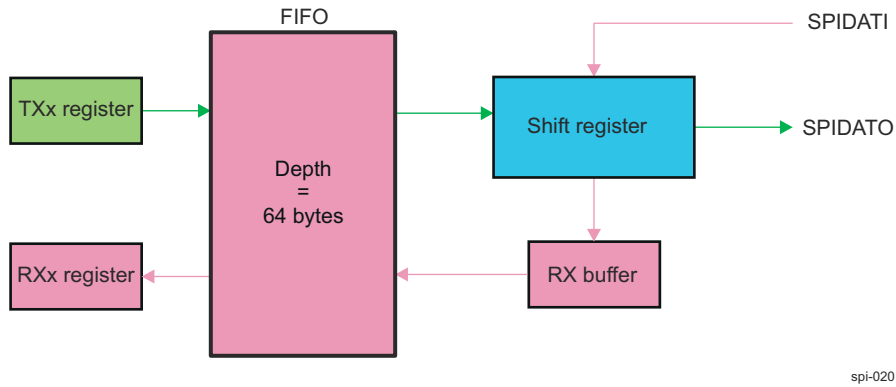 FIFO
SPIDATI
TXx register
Shift register
SPIDATO
Depth
=
64 bytes
RXx register
RX buffer
spi-020